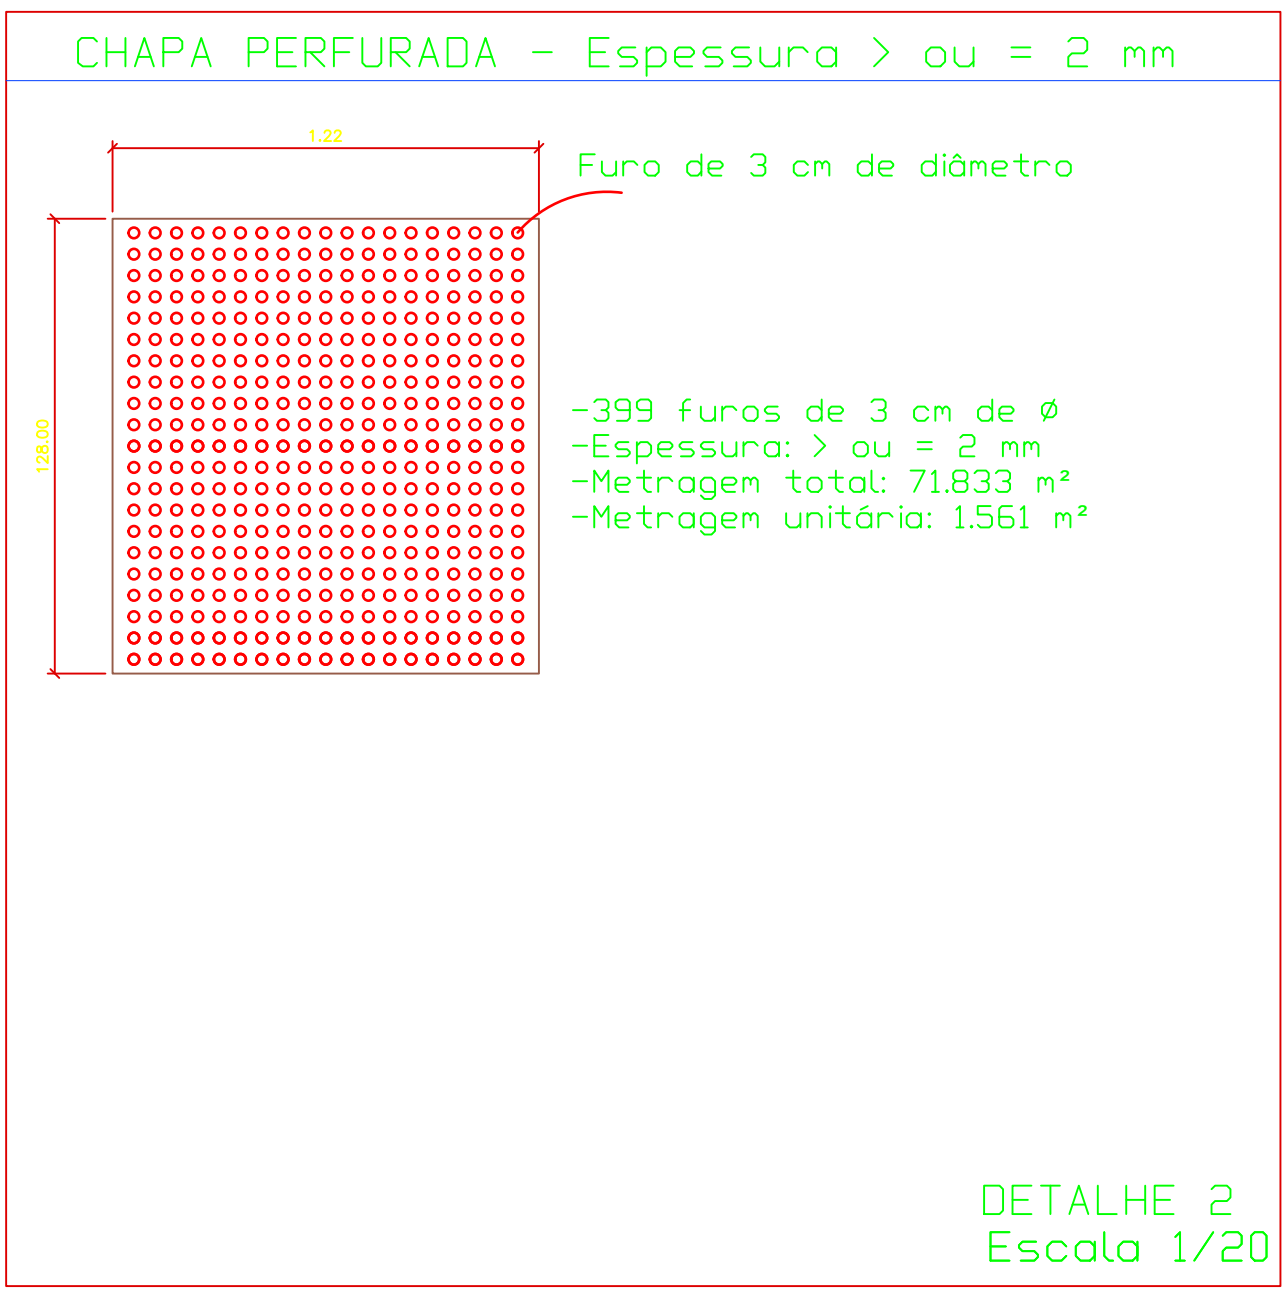 CHAPA PERFURADA - Espessura > ou = 2 mm
1.22
Furo de 3 cm de diâmetro
128.00
-399 furos de 3 cm de Ø
-Espessura: > ou = 2 mm
-Metragem total: 71.833 m²
-Metragem unitária: 1.561 m²
DETALHE 2
Escala 1/20